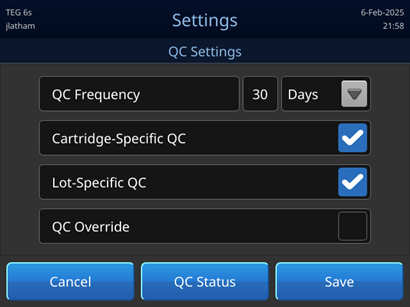 TEG 6s
jlatham
Settings
6-Feb-2025
21:58
QC Settings
QC Frequency 30 Days
Cartridge-Specific QC
Lot-Specific QC
QC Override
Cancel QC Status Save